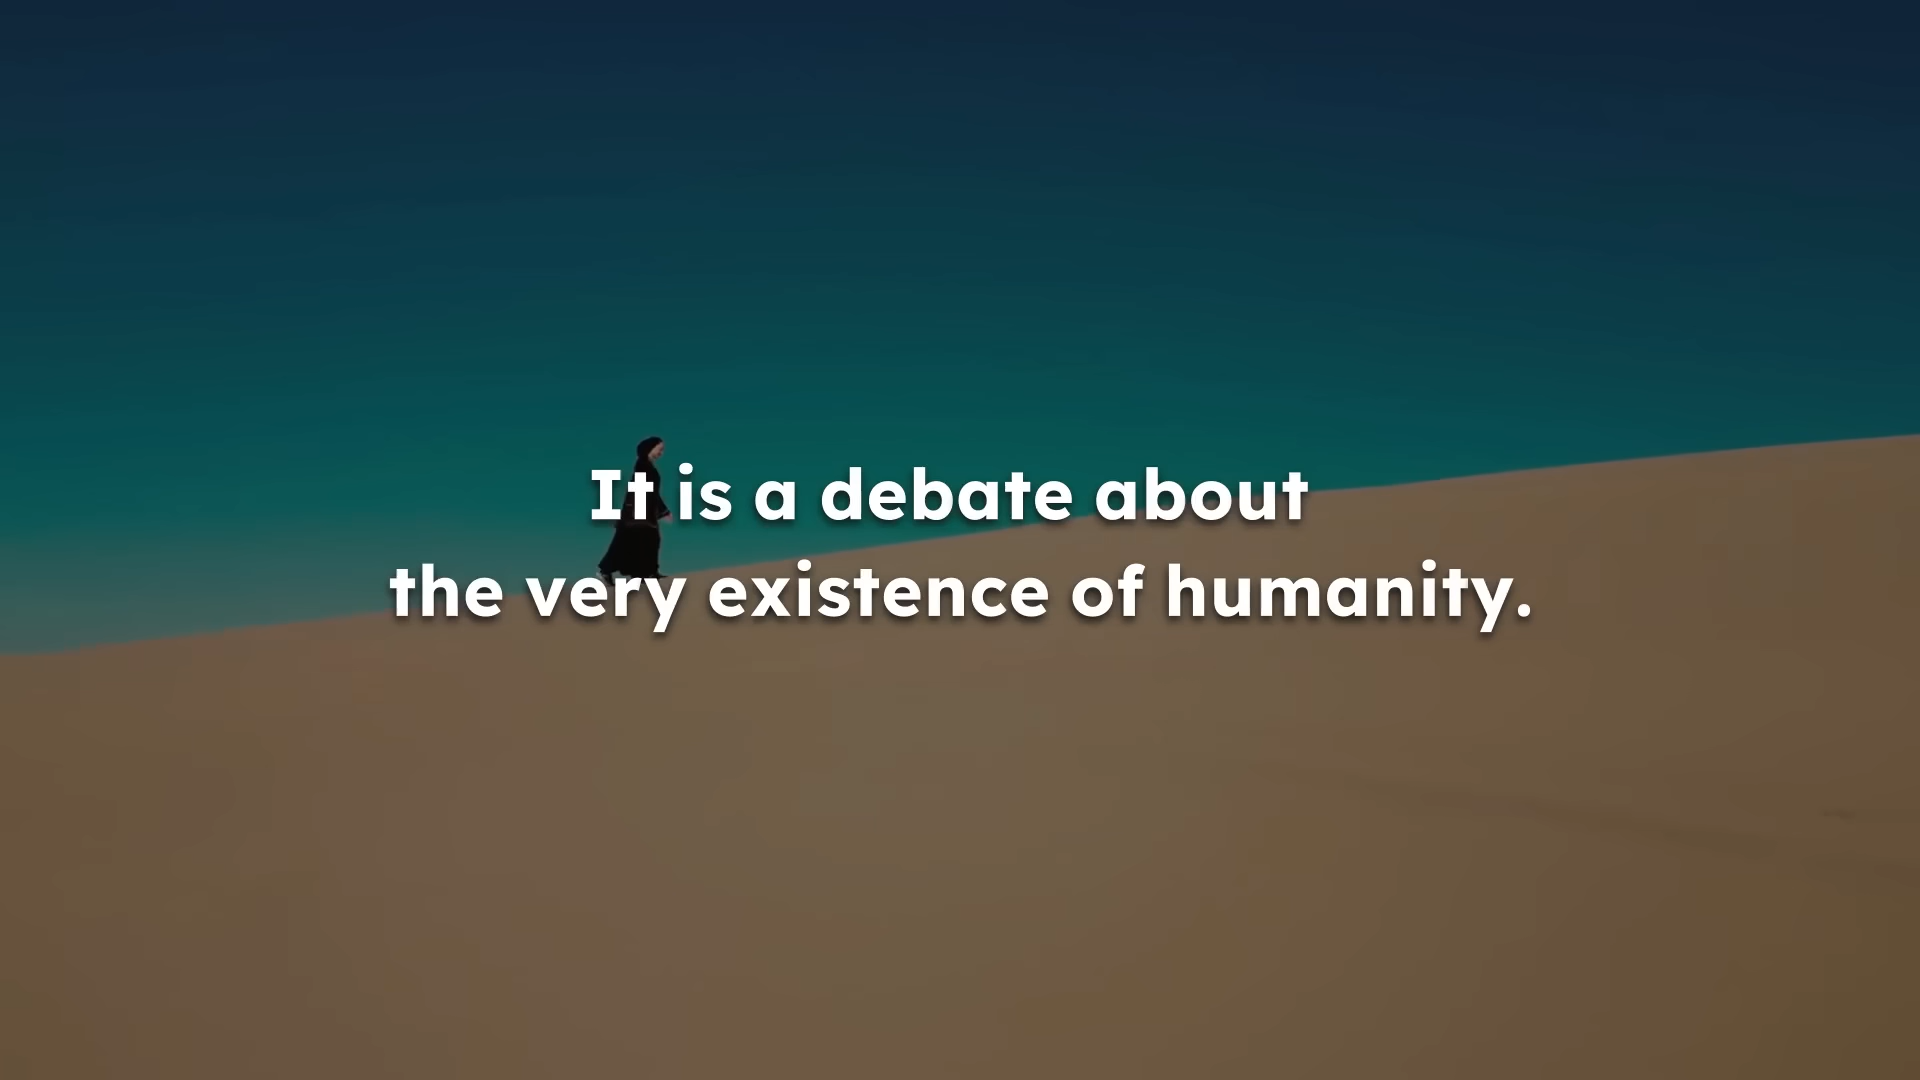 It is a debate about
the very existence of humanity.